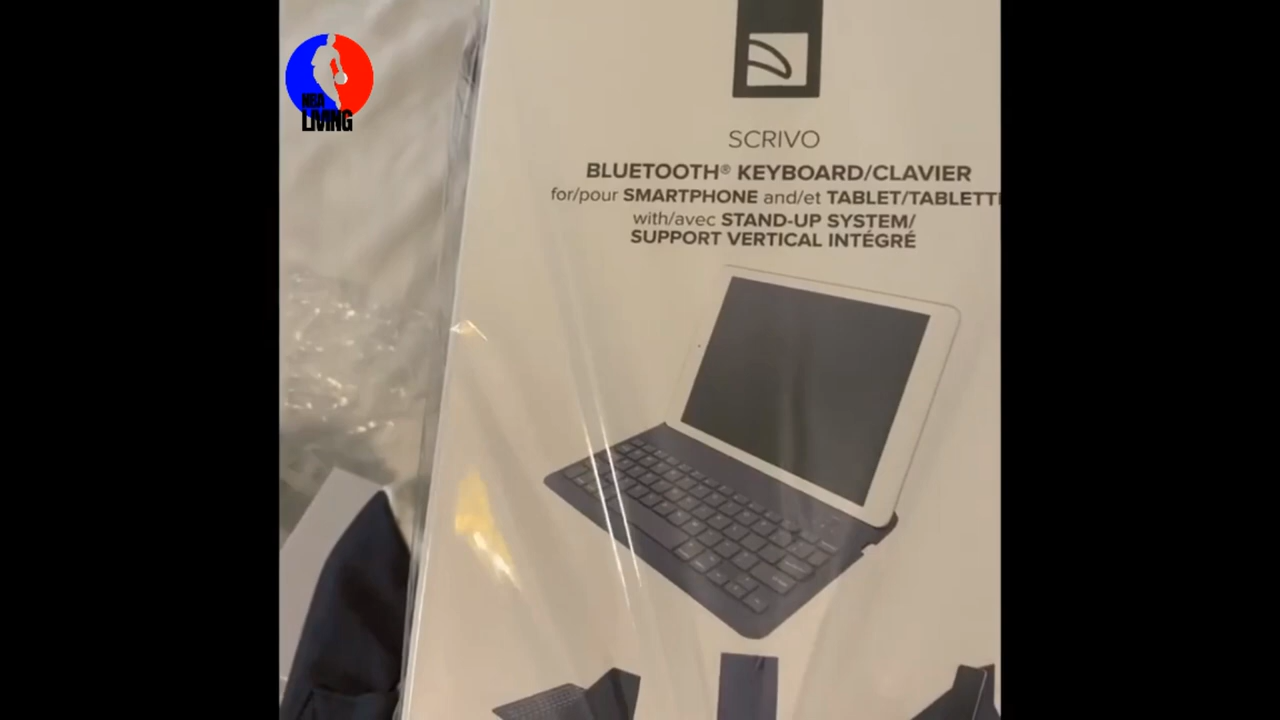 NBA
LIVING
SCRIVO
BLUETOOTH® KEYBOARD/CLAVIER
for/pour SMARTPHONE and/et TABLET/TABLETT
with/avec STAND-UP SYSTEM/
SUPPORT VERTICAL INTÉGRÉ